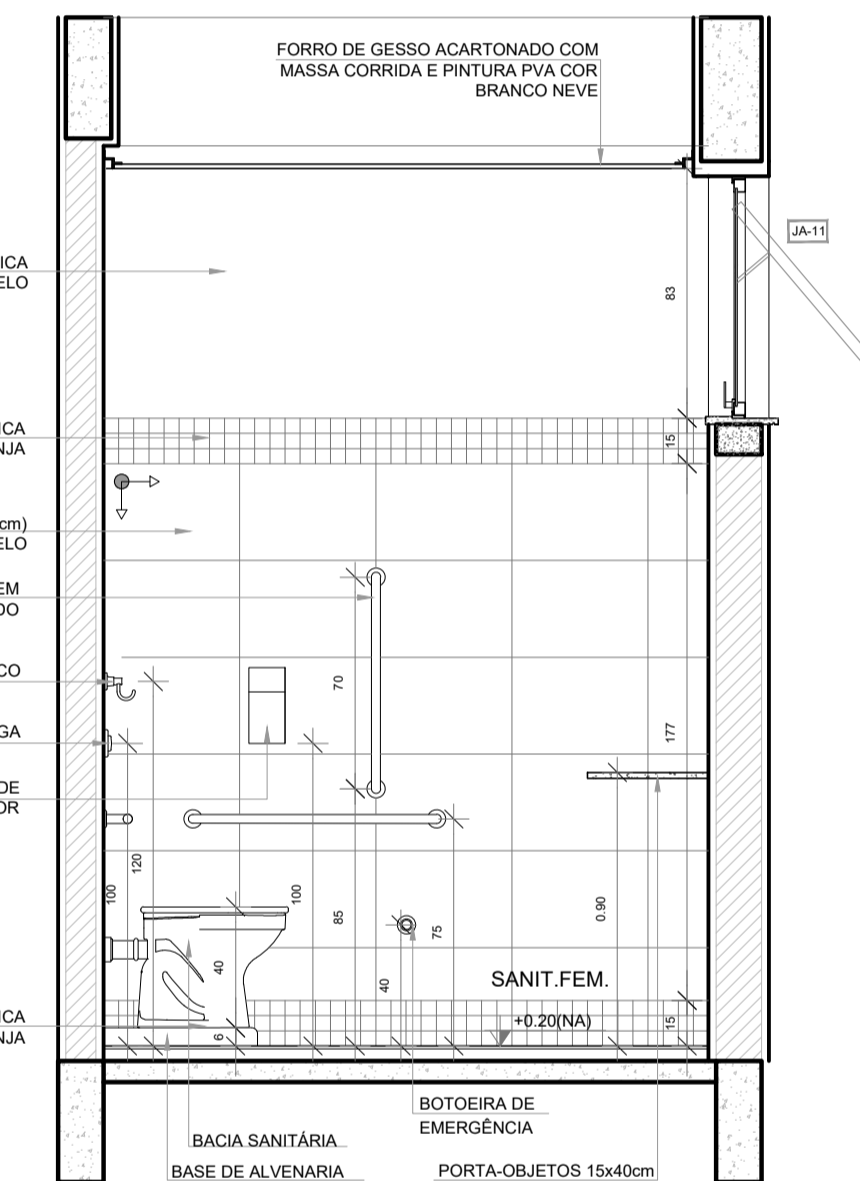 FORRO DE GESSO ACARTONADO COM
MASSA CORRIDA E PINTURA PVA COR
BRANCO NEVE
JA-11
ICA
ELO
83
ICA
NJA
15
cm)
ELO
EM
DO
70
CO
GA
177
DE
OR
120
100
100
85
75
0.90
40
40
SANIT.FEM.
ICA
NJA
6
+0.20(NA)
15
BOTOEIRA DE
EMERGÊNCIA
BACIA SANITÁRIA
BASE DE ALVENARIA
PORTA-OBJETOS 15x40cm